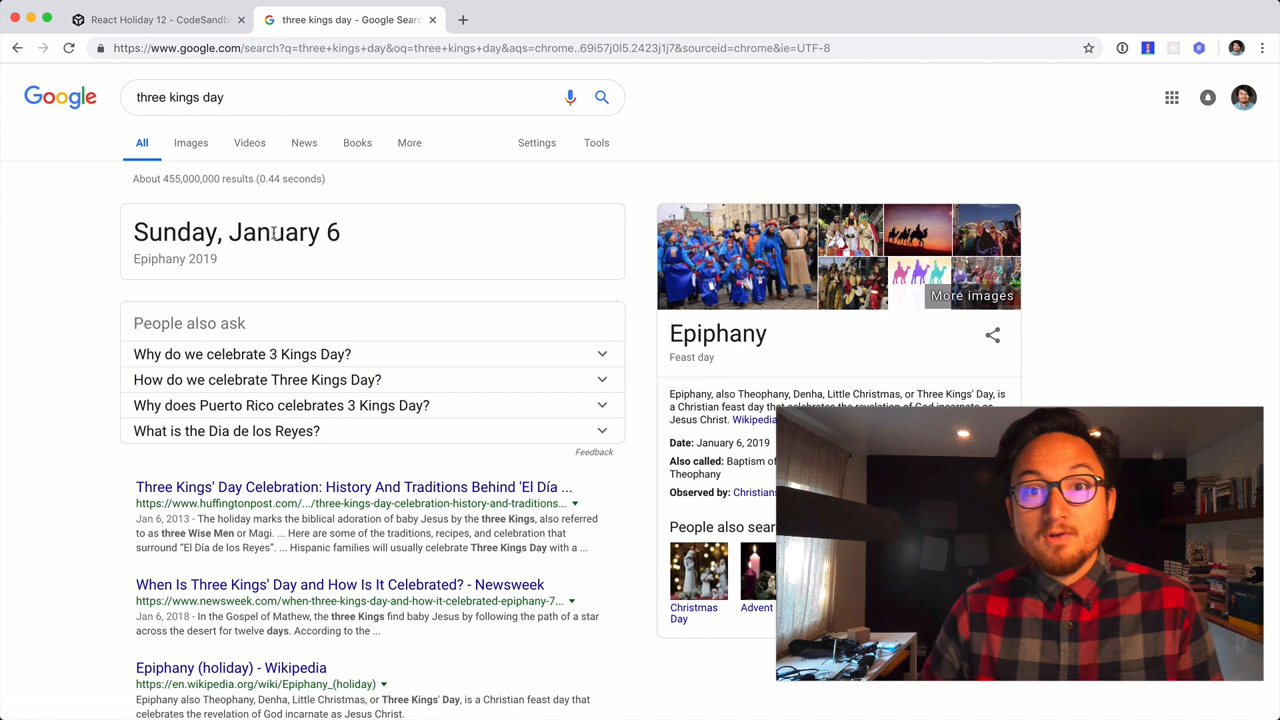 React Holiday 12 - CodeSandb
three kings day - Google Searc
https://www.google.com/search?q=three+kings+day&oq=three+kings+day&aqs=chrome..69i57j0l5.2423j1j7&sourceid=chrome&ie=UTF-8
Google
three kings day
All Images Videos News Books More Settings Tools
About 455,000,000 results (0.44 seconds)
Sunday, January 6
Epiphany 2019
People also ask
Why do we celebrate 3 Kings Day?
How do we celebrate Three Kings Day?
Why does Puerto Rico celebrates 3 Kings Day?
What is the Dia de los Reyes?
Feedback
Three Kings' Day Celebration: History And Traditions Behind 'El Día ...
https://www.huffingtonpost.com/.../three-kings-day-celebration-history-and-traditions...
Jan 6, 2013 - The holiday marks the biblical adoration of baby Jesus by the three Kings, also referred
to as three Wise Men or Magi. ... Here are some of the traditions, recipes, and celebration that
surround “El Día de los Reyes”. ... Hispanic families will usually celebrate Three Kings Day with a ...
When Is Three Kings' Day and How Is It Celebrated? - Newsweek
https://www.newsweek.com/when-three-kings-day-and-how-it-celebrated-epiphany-7...
Jan 6, 2018 - In the Gospel of Mathew, the three Kings find baby Jesus by following the path of a star
across the desert for twelve days. According to the ...
Epiphany (holiday) - Wikipedia
https://en.wikipedia.org/wiki/Epiphany_(holiday)
Epiphany also Theophany, Denha, Little Christmas, or Three Kings' Day, is a Christian feast day that
celebrates the revelation of God incarnate as Jesus Christ.
More images
Epiphany
Feast day
Epiphany, also Theophany, Denha, Little Christmas, or Three Kings' Day, is
a Christian feast day that celebrates the revelation of God incarnate as
Jesus Christ. Wikipedia
Date: January 6, 2019
Also called: Baptism of
Theophany
Observed by: Christians
People also sear
Christmas
Day
Advent